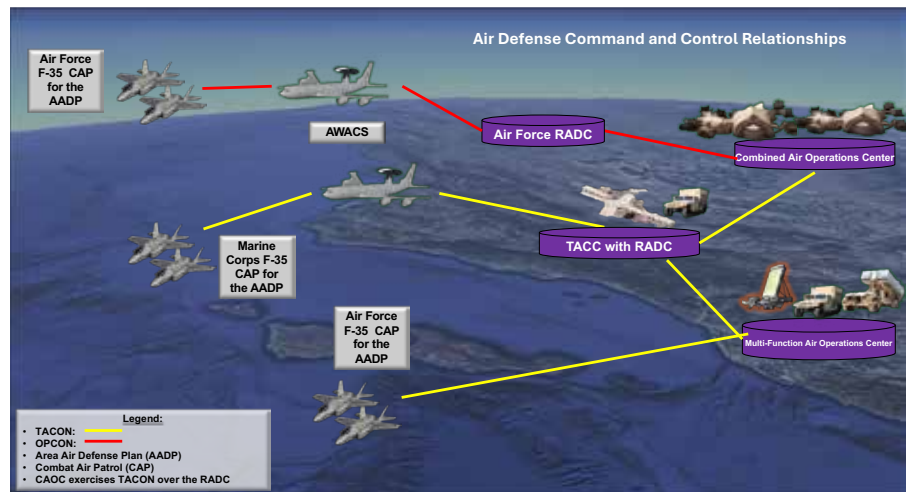 Air Defense Command and Control Relationships
Air Force
F-35 CAP
for the
AADP
AWACS
Air Force RADC
Combined Air Operations Center
TACC with RADC
Marine
Corps F-35
CAP for
the AADP
Air Force
F-35 CAP
for the
AADP
Multi-Function Air Operations Center
Legend:
• TACON:
• OPCON:
• Area Air Defense Plan (AADP)
• Combat Air Patrol (CAP)
• CAOC exercises TACON over the RADC